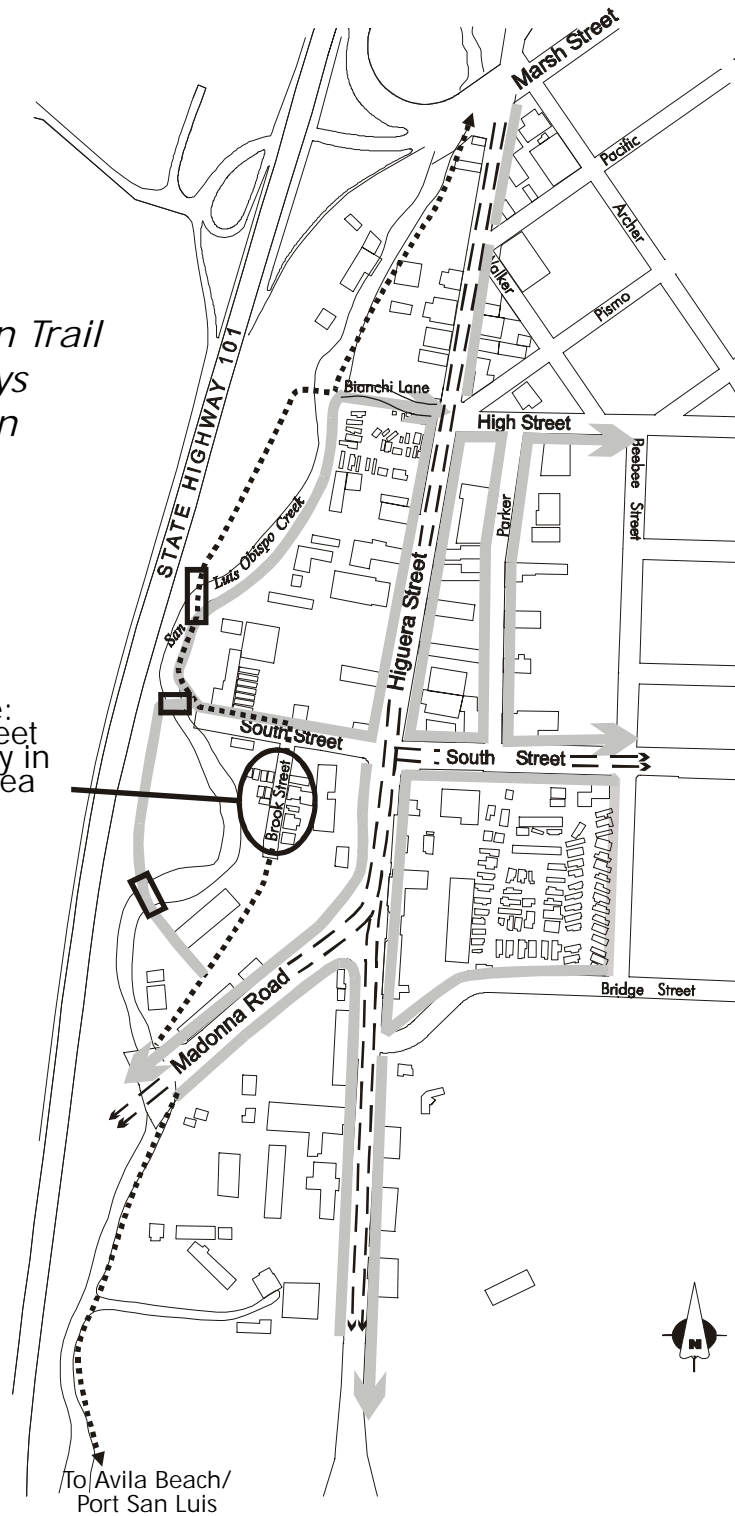 Marsh Street
Pacific
Archer
Walker
Pismo
n Trail
ys
n
STATE HIGHWAY 101
Bianchi Lane
High Street
Beebee Street
Parker
San Luis Obispo Creek
Higuera Street
e:
eet
y in
ea
South Street
South Street
Brook Street
Madonna Road
Bridge Street
N
To Avila Beach/
Port San Luis